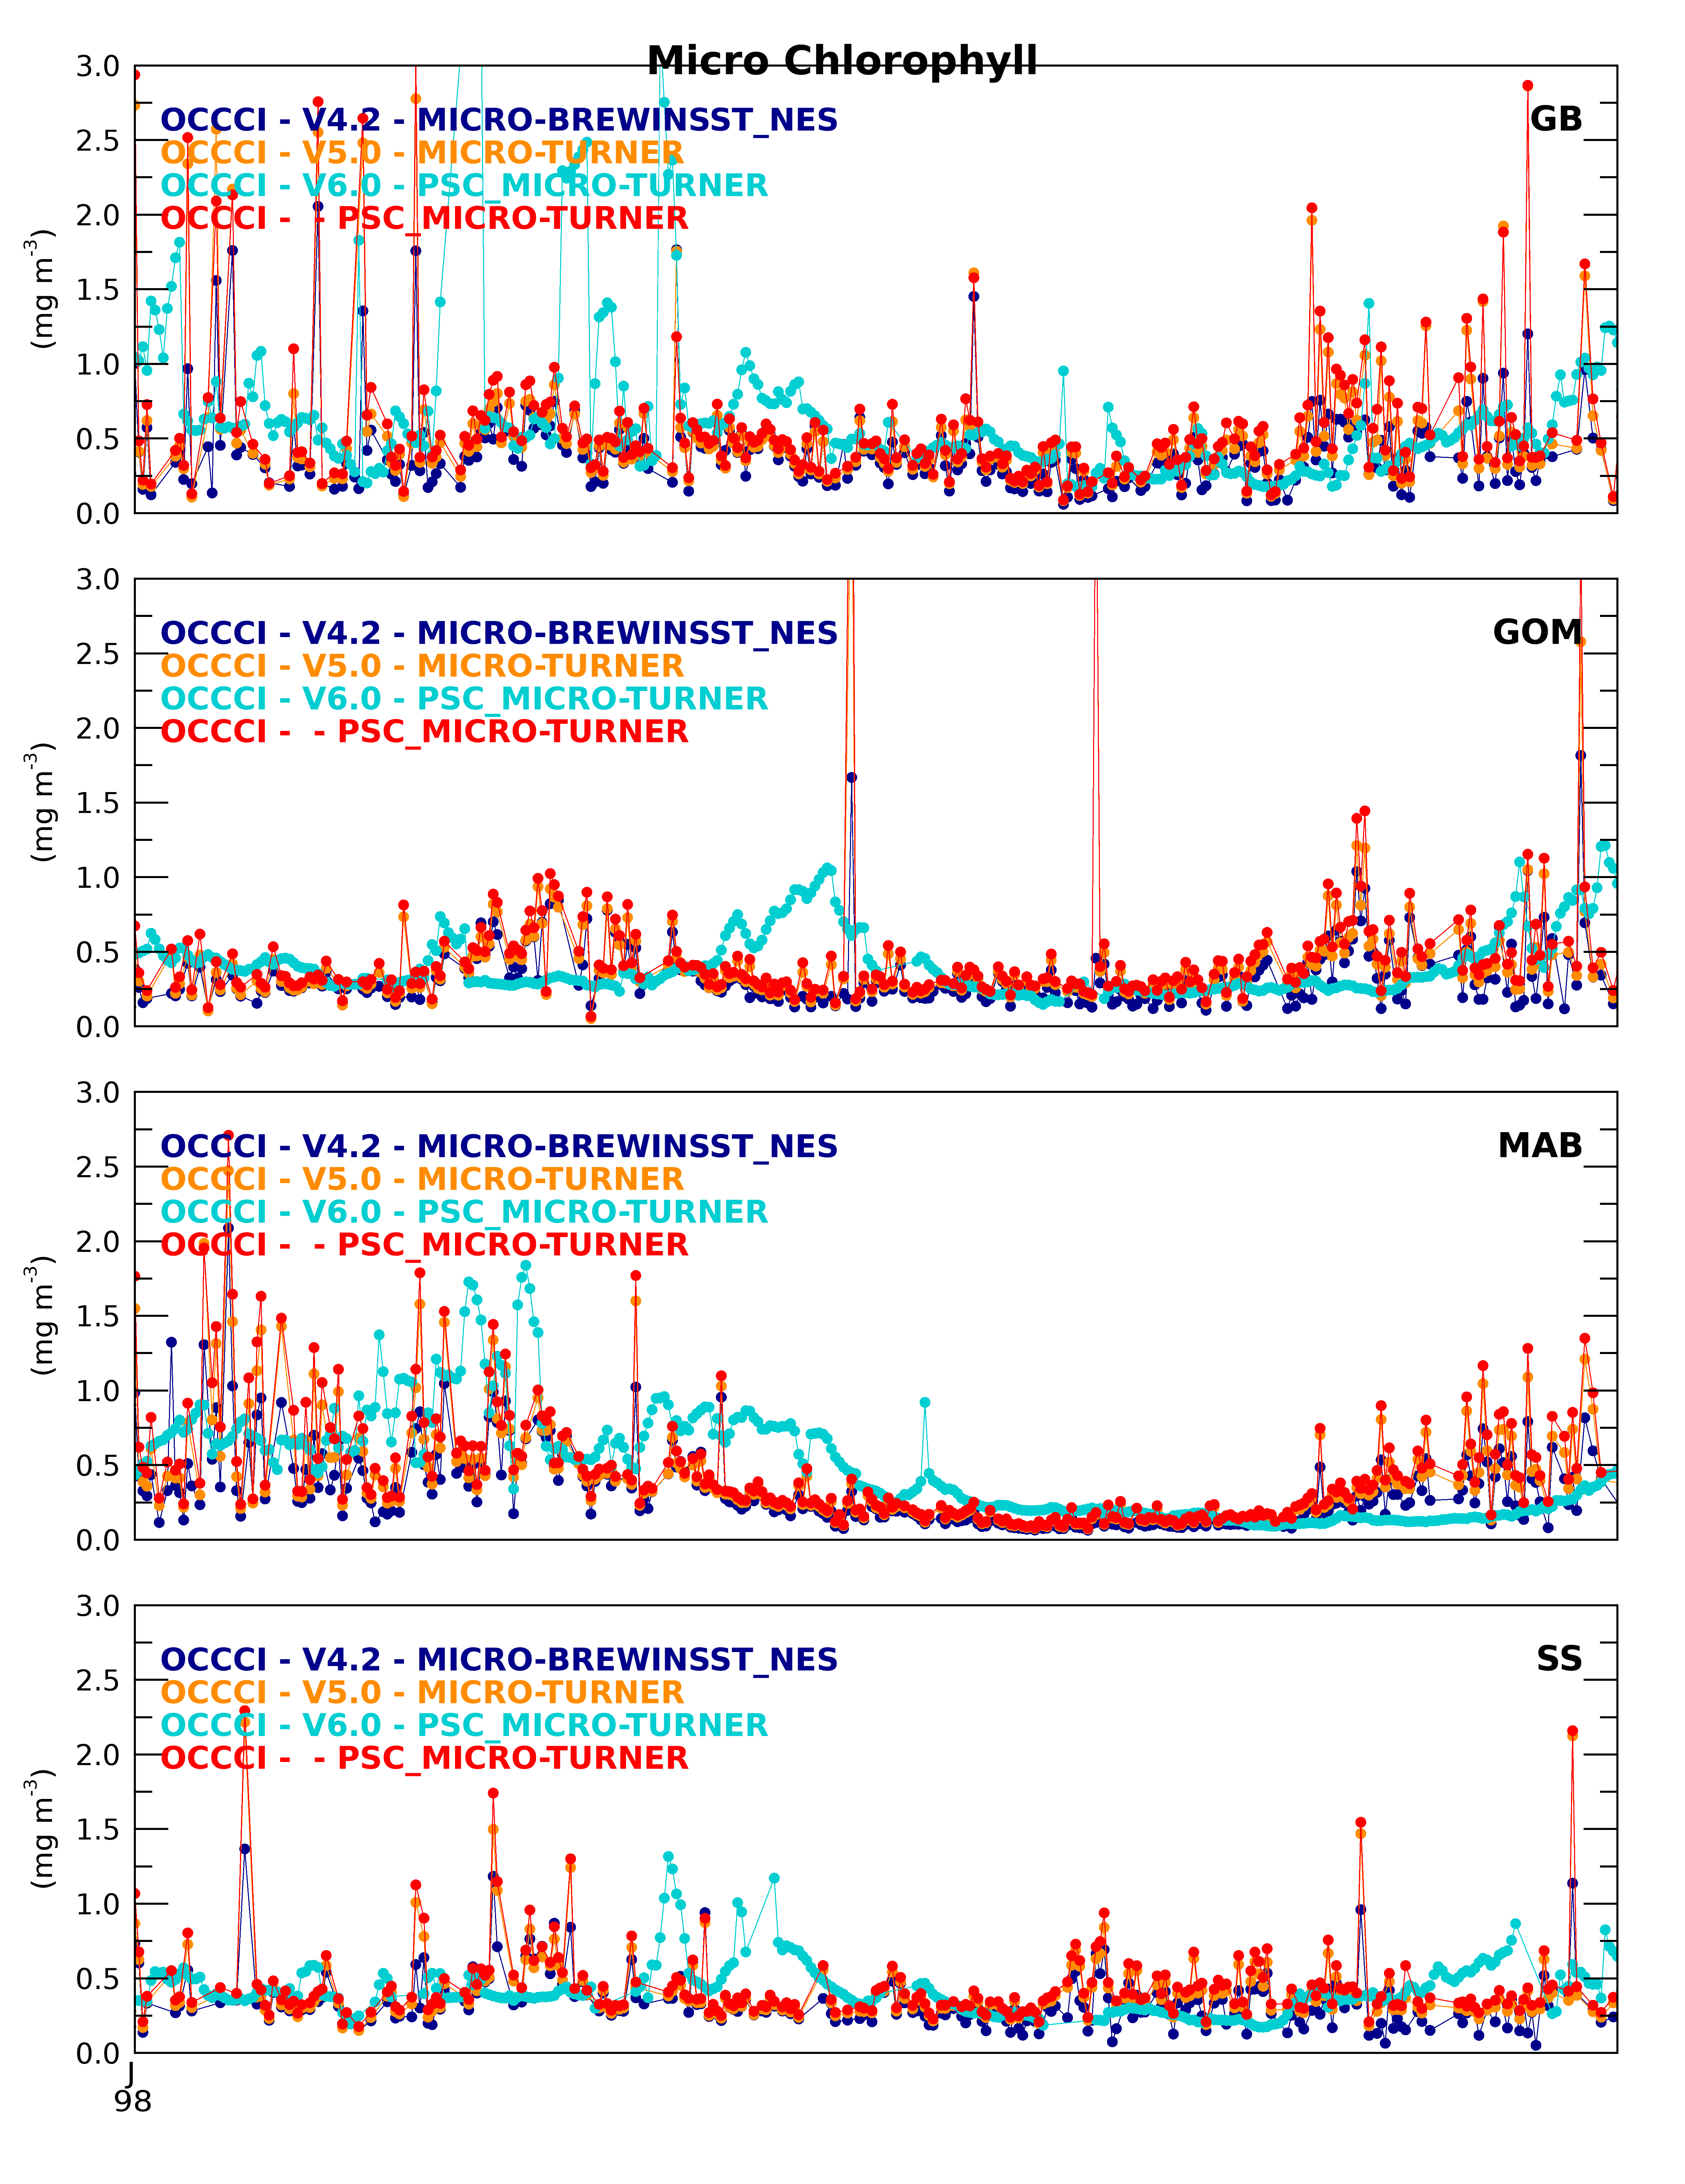 Micro Chlorophyll
3.0
OCCCI - V4.2 - MICRO-BREWINSST_NES
GB
2.5
OCCCI - V5.0 - MICRO-TURNER
OCCCI - V6.0 - PSC_MICRO-TURNER
2.0
OCCCI - - PSC_MICRO-TURNER
(mg m-3)
1.5
1.0
0.5
0.0
3.0
OCCCI - V4.2 - MICRO-BREWINSST_NES
GOM
2.5
OCCCI - V5.0 - MICRO-TURNER
OCCCI - V6.0 - PSC_MICRO-TURNER
2.0
OCCCI - - PSC_MICRO-TURNER
(mg m-3)
1.5
1.0
0.5
0.0
3.0
OCCCI - V4.2 - MICRO-BREWINSST_NES
MAB
2.5
OCCCI - V5.0 - MICRO-TURNER
OCCCI - V6.0 - PSC_MICRO-TURNER
2.0
OCCCI - - PSC_MICRO-TURNER
(mg m-3)
1.5
1.0
0.5
0.0
3.0
OCCCI - V4.2 - MICRO-BREWINSST_NES
SS
2.5
OCCCI - V5.0 - MICRO-TURNER
OCCCI - V6.0 - PSC_MICRO-TURNER
2.0
OCCCI - - PSC_MICRO-TURNER
(mg m-3)
1.5
1.0
0.5
0.0
J
98